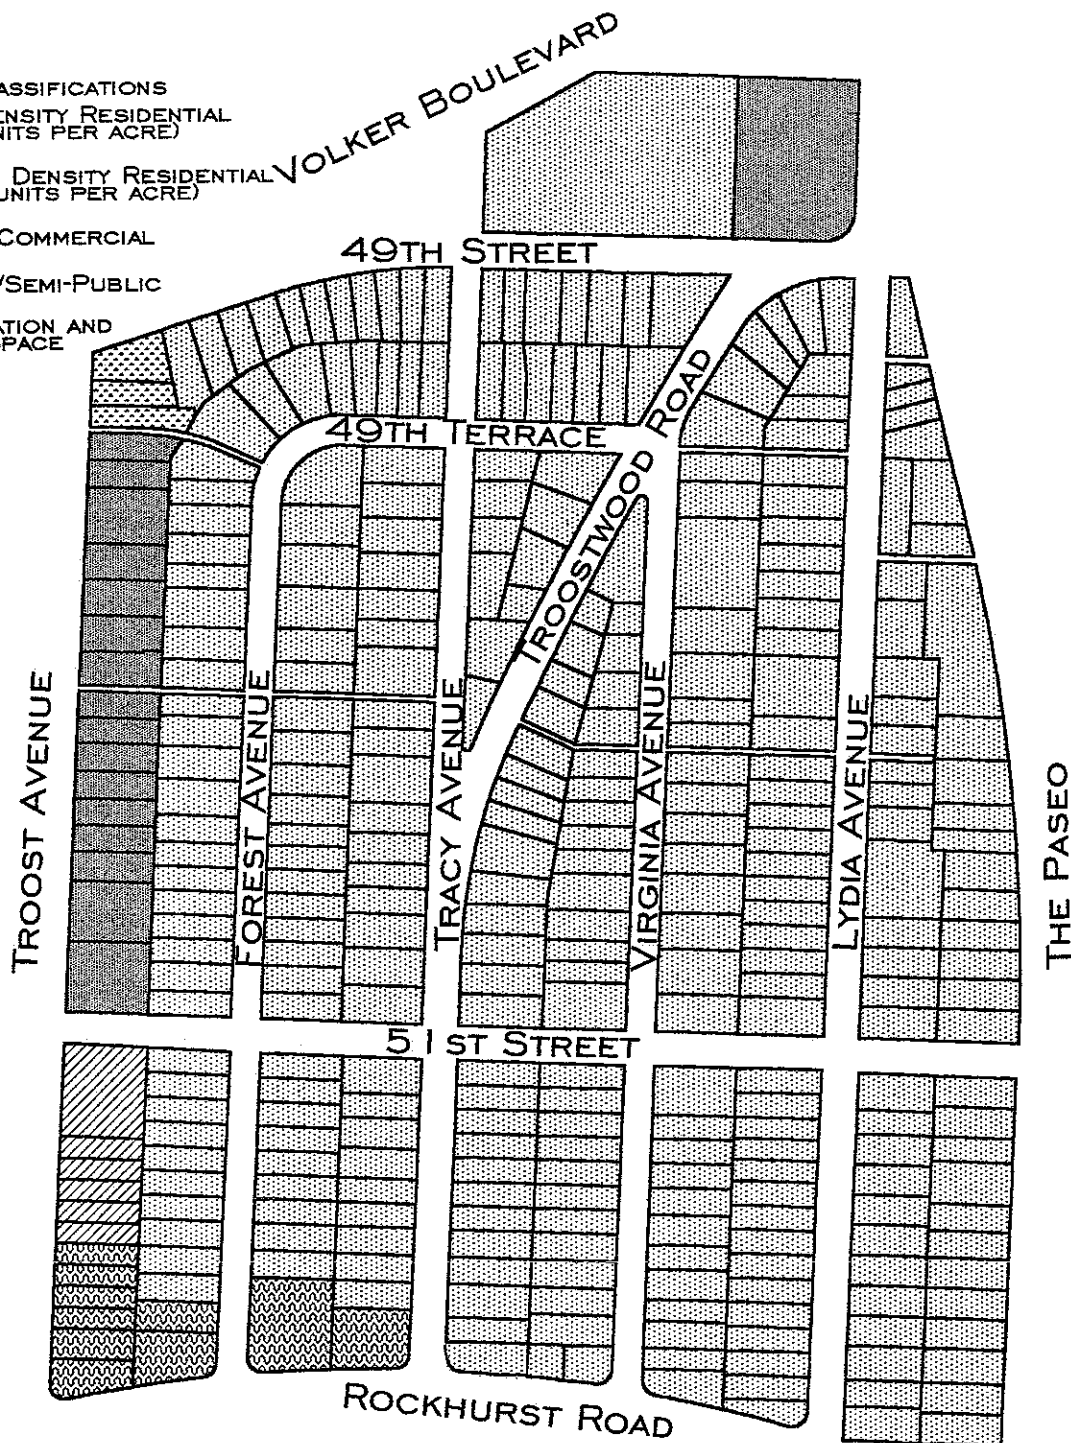 ASSIFICATIONS
ENSITY RESIDENTIAL
NITS PER ACRE)
DENSITY RESIDENTIAL
UNITS PER ACRE)
COMMERCIAL
/SEMI-PUBLIC
ATION AND
SPACE
VOLKER BOULEVARD
49TH STREET
49TH TERRACE
TROOSTWOOD ROAD
TROOST AVENUE
FOREST AVENUE
TRACY AVENUE
VIRGINIA AVENUE
LYDIA AVENUE
THE PASEO
51ST STREET
ROCKHURST ROAD